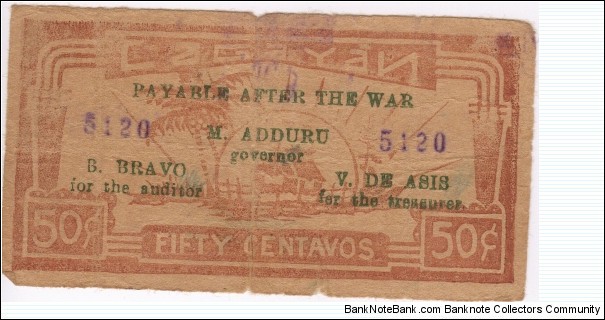 CAGAYAN
PAYABLE AFTER THE WAR
5120
M. ADDURU
5120
governor
B. BRAVO
for the auditor
V. DE ASIS
for the treasurer.
50¢
FIFTY CENTAVOS
50¢
BankNoteBank.com - Free Banknote Collectors Community